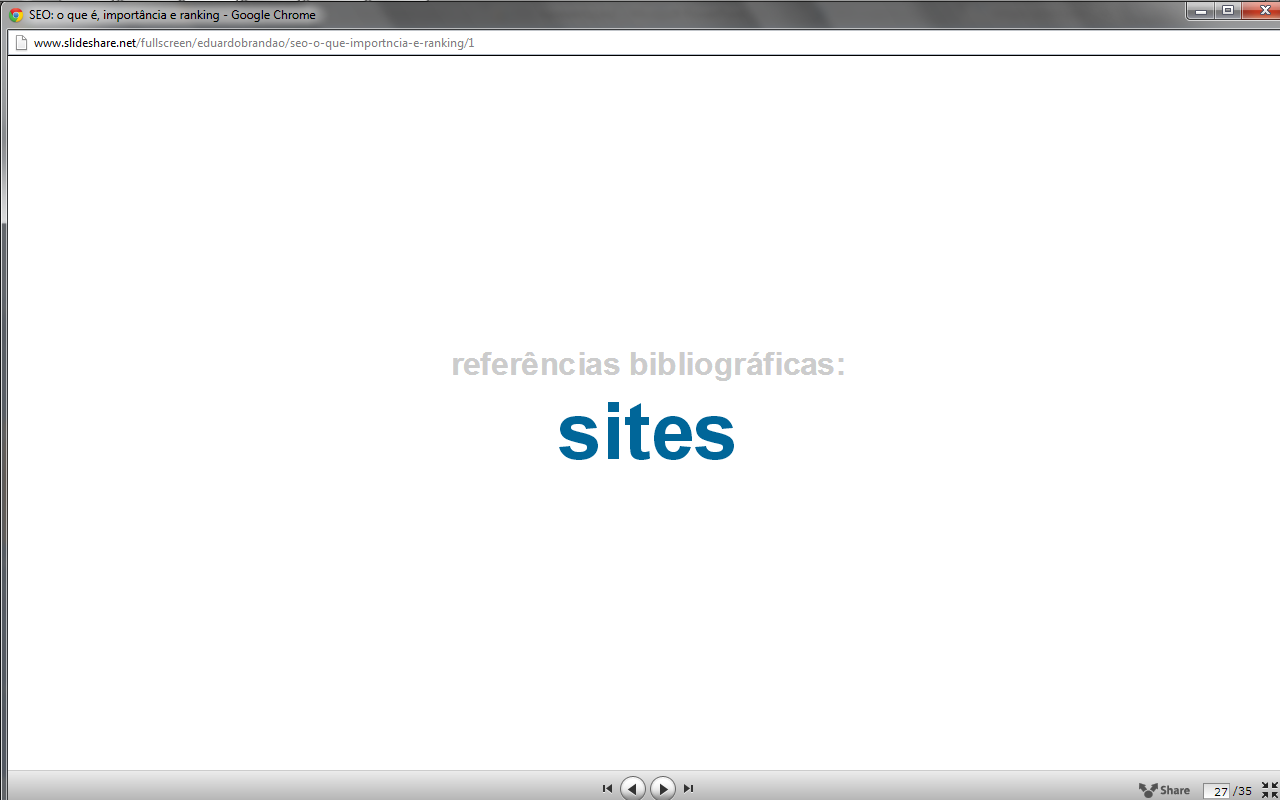 SEO: o que é, importância e ranking - Google Chrome
www.slideshare.net/fullscreen/eduardobrandao/seo-o-que-importncia-e-ranking/1
referências bibliográficas:
sites
Share
27 /35